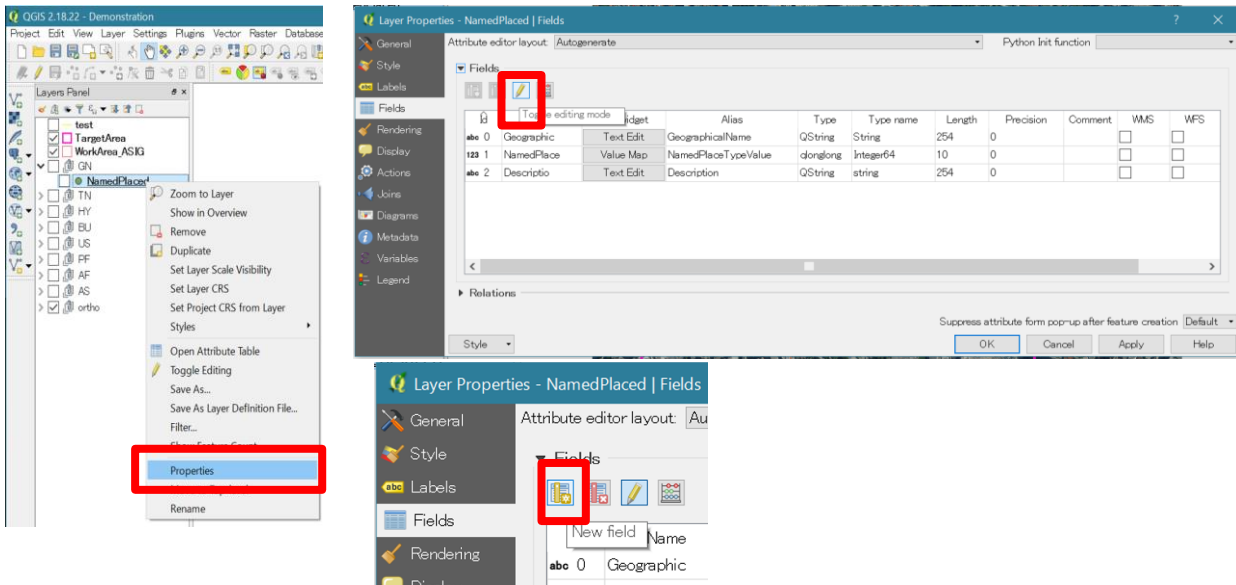 QGIS 2.18.22 - Demonstration
Project Edit View Layer Settings Plugins Vector Raster Database
Layers Panel
test
TargetArea
WorkArea_ASIG
GN
NamedPlaced
TN
HY
BU
US
PF
AF
AS
ortho
Zoom to Layer
Show in Overview
Remove
Duplicate
Set Layer Scale Visibility
Set Layer CRS
Set Project CRS from Layer
Styles
Open Attribute Table
Toggle Editing
Save As...
Save As Layer Definition File...
Filter...
Show Feature Count
Properties
Rename
Layer Properties - NamedPlaced | Fields
General
Style
Labels
Fields
Rendering
Display
Actions
Joins
Diagrams
Metadata
Variables
Legend
Attribute editor layout: Autogenerate Python Init function
Fields
Toggle editing mode
Id Widget Alias Type Type name Length Precision Comment WMS WFS
abc 0 Geographic Text Edit GeographicalName QString String 254 0
123 1 NamedPlace Value Map NamedPlaceTypeValue qlonglong Integer64 10 0
abc 2 Descriptio Text Edit Description QString string 254 0
Relations
Suppress attribute form pop-up after feature creation Default
Style OK Cancel Apply Help
Layer Properties - NamedPlaced | Fields
General
Style
Labels
Fields
Rendering
Attribute editor layout: Au
Fields
New field
Name
abc 0 Geographic